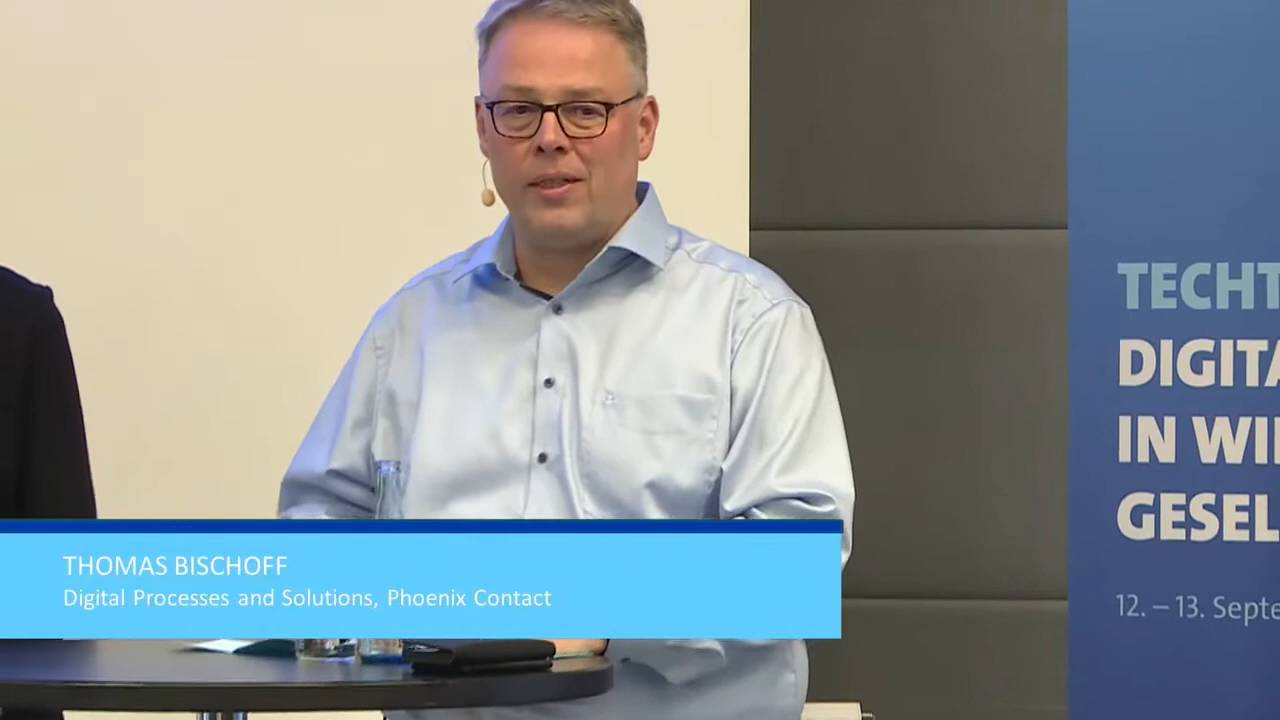 THOMAS BISCHOFF
Digital Processes and Solutions, Phoenix Contact
TECHT
DIGITA
IN WI
GESEL
12. – 13. Septe